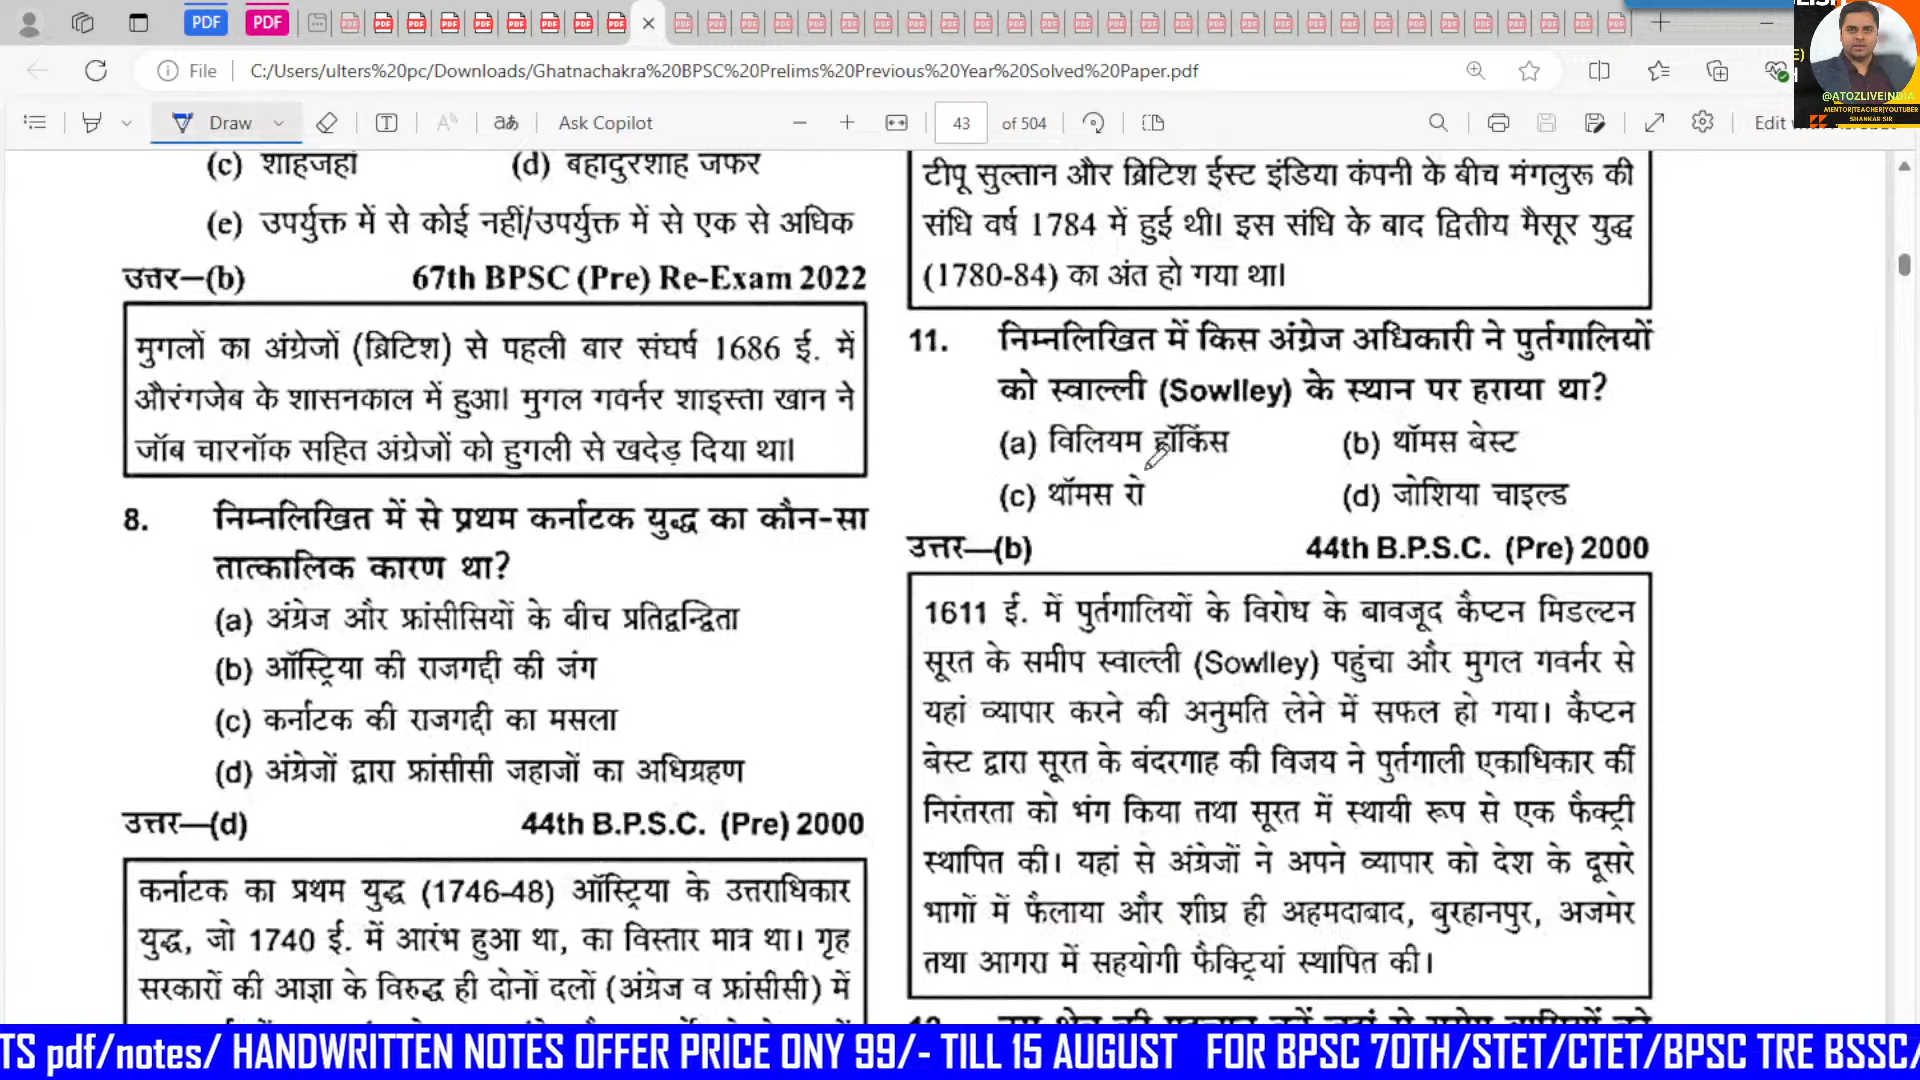 PDF
PDF
File
C:/Users/ulters%20pc/Downloads/Ghatnachakra%20BPSC%20Prelims%20Previous%20Year%20Solved%20Paper.pdf
Draw
Ask Copilot
43 of 504
@ATOZLIVEINDIA
MENTOR|TEACHER|YOUTUBER
SHANKAR SIR
(c) शाहजहां (d) बहादुरशाह जफर
(e) उपर्युक्त में से कोई नहीं/उपर्युक्त में से एक से अधिक
उत्तर—(b) 67th BPSC (Pre) Re-Exam 2022
मुगलों का अंग्रेजों (ब्रिटिश) से पहली बार संघर्ष 1686 ई. में
औरंगजेब के शासनकाल में हुआ। मुगल गवर्नर शाइस्ता खान ने
जॉब चारनॉक सहित अंग्रेजों को हुगली से खदेड़ दिया था।
8. निम्नलिखित में से प्रथम कर्नाटक युद्ध का कौन-सा
तात्कालिक कारण था?
(a) अंग्रेज और फ्रांसीसियों के बीच प्रतिद्वन्द्विता
(b) ऑस्ट्रिया की राजगद्दी की जंग
(c) कर्नाटक की राजगद्दी का मसला
(d) अंग्रेजों द्वारा फ्रांसीसी जहाजों का अधिग्रहण
उत्तर—(d) 44th B.P.S.C. (Pre) 2000
कर्नाटक का प्रथम युद्ध (1746-48) ऑस्ट्रिया के उत्तराधिकार
युद्ध, जो 1740 ई. में आरंभ हुआ था, का विस्तार मात्र था। गृह
सरकारों की आज्ञा के विरुद्ध ही दोनों दलों (अंग्रेज व फ्रांसीसी) में
टीपू सुल्तान और ब्रिटिश ईस्ट इंडिया कंपनी के बीच मंगलुरू की
संधि वर्ष 1784 में हुई थी। इस संधि के बाद द्वितीय मैसूर युद्ध
(1780-84) का अंत हो गया था।
11. निम्नलिखित में किस अंग्रेज अधिकारी ने पुर्तगालियों
को स्वाल्ली (Sowlley) के स्थान पर हराया था?
(a) विलियम हॉकिंस (b) थॉमस बेस्ट
(c) थॉमस रो (d) जोशिया चाइल्ड
उत्तर—(b) 44th B.P.S.C. (Pre) 2000
1611 ई. में पुर्तगालियों के विरोध के बावजूद कैप्टन मिडल्टन
सूरत के समीप स्वाल्ली (Sowlley) पहुंचा और मुगल गवर्नर से
यहां व्यापार करने की अनुमति लेने में सफल हो गया। कैप्टन
बेस्ट द्वारा सूरत के बंदरगाह की विजय ने पुर्तगाली एकाधिकार कीं
निरंतरता को भंग किया तथा सूरत में स्थायी रूप से एक फैक्ट्री
स्थापित की। यहां से अंग्रेजों ने अपने व्यापार को देश के दूसरे
भागों में फैलाया और शीघ्र ही अहमदाबाद, बुरहानपुर, अजमेर
तथा आगरा में सहयोगी फैक्ट्रियां स्थापित की।
TS pdf/notes/ HANDWRITTEN NOTES OFFER PRICE ONY 99/- TILL 15 AUGUST FOR BPSC 70TH/STET/CTET/BPSC TRE BSSC/